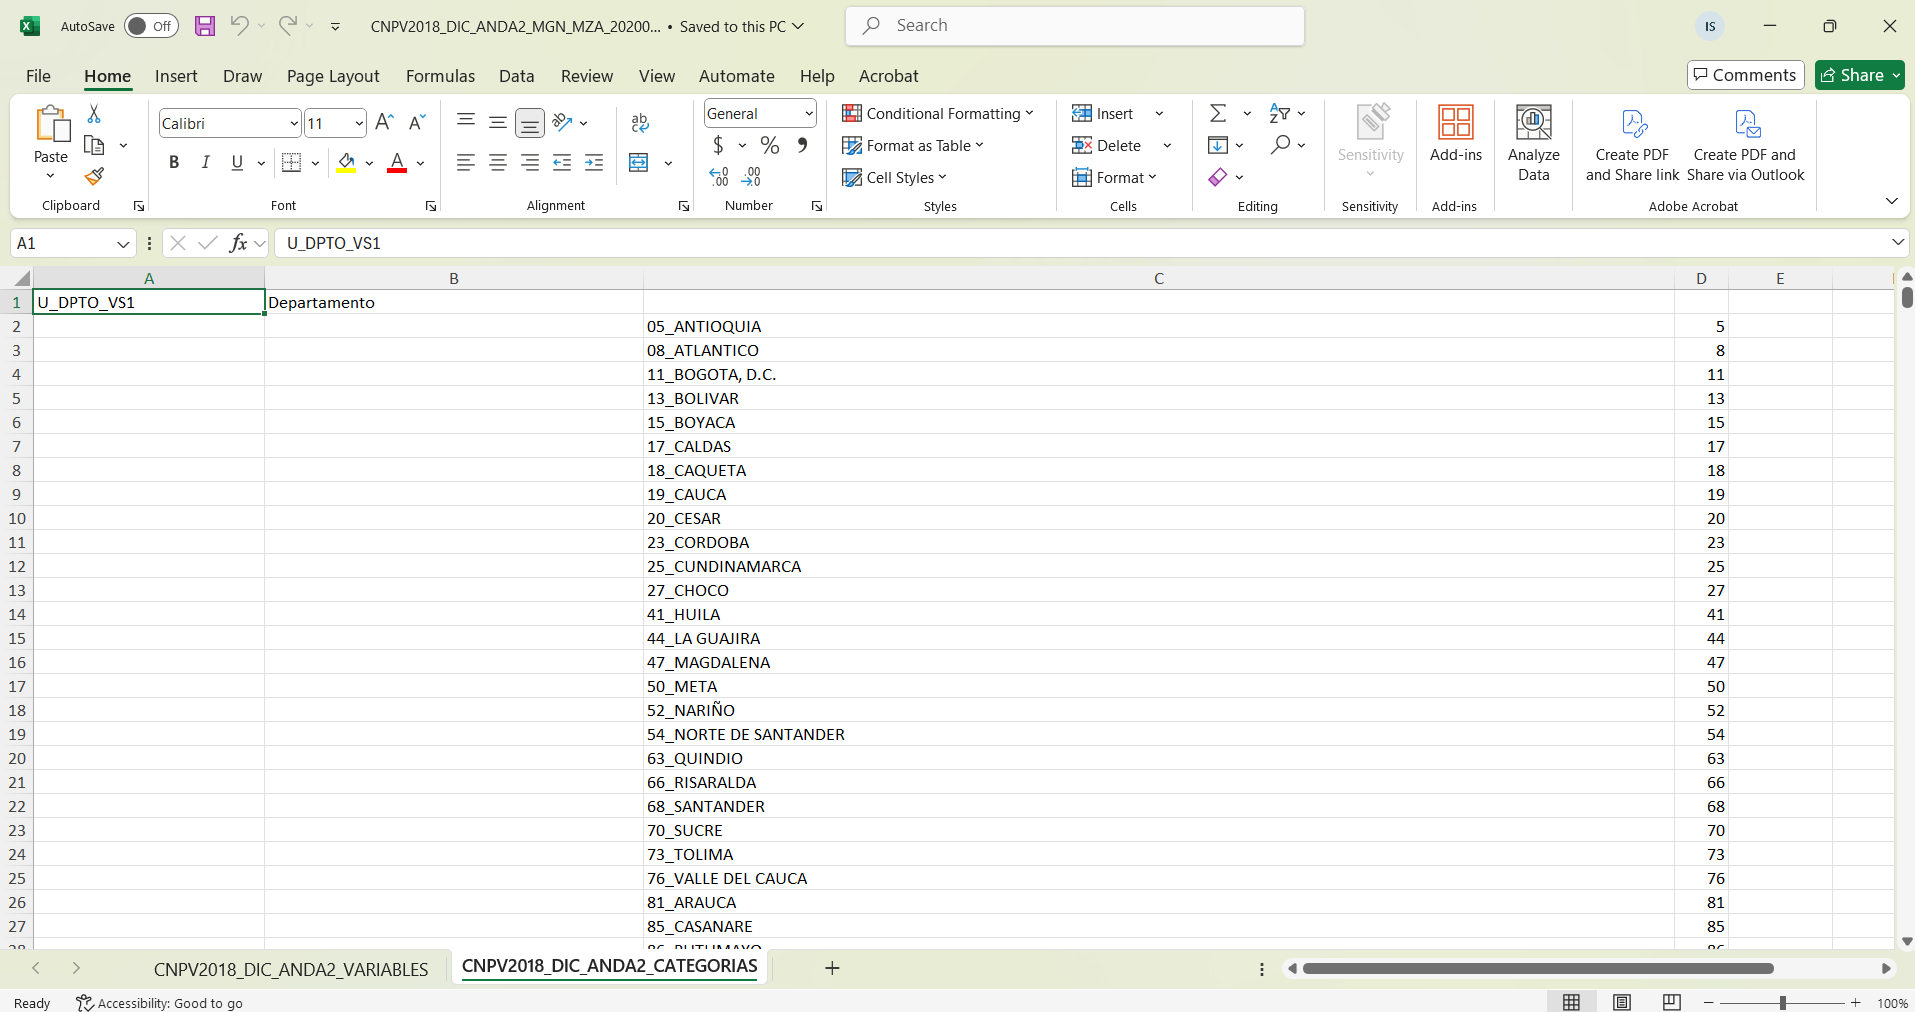 AutoSave Off CNPV2018_DIC_ANDA2_MGN_MZA_20200... • Saved to this PC Search IS
File Home Insert Draw Page Layout Formulas Data Review View Automate Help Acrobat Comments Share
Paste
Clipboard
Calibri 11
B I U A
Font
ab
Alignment
General
$ % 9
Number
Conditional Formatting
Format as Table
Cell Styles
Styles
Insert
Delete
Format
Cells
Editing
Sensitivity
Sensitivity
Add-ins
Add-ins
Analyze
Data
Create PDF
and Share link
Create PDF and
Share via Outlook
Adobe Acrobat
A1 fx U_DPTO_VS1
A B C D E
1 U_DPTO_VS1 Departamento
2 05_ANTIOQUIA 5
3 08_ATLANTICO 8
4 11_BOGOTA, D.C. 11
5 13_BOLIVAR 13
6 15_BOYACA 15
7 17_CALDAS 17
8 18_CAQUETA 18
9 19_CAUCA 19
10 20_CESAR 20
11 23_CORDOBA 23
12 25_CUNDINAMARCA 25
13 27_CHOCO 27
14 41_HUILA 41
15 44_LA GUAJIRA 44
16 47_MAGDALENA 47
17 50_META 50
18 52_NARIÑO 52
19 54_NORTE DE SANTANDER 54
20 63_QUINDIO 63
21 66_RISARALDA 66
22 68_SANTANDER 68
23 70_SUCRE 70
24 73_TOLIMA 73
25 76_VALLE DEL CAUCA 76
26 81_ARAUCA 81
27 85_CASANARE 85
28 86_PUTUMAYO 86
CNPV2018_DIC_ANDA2_VARIABLES CNPV2018_DIC_ANDA2_CATEGORIAS
Ready Accessibility: Good to go 100%